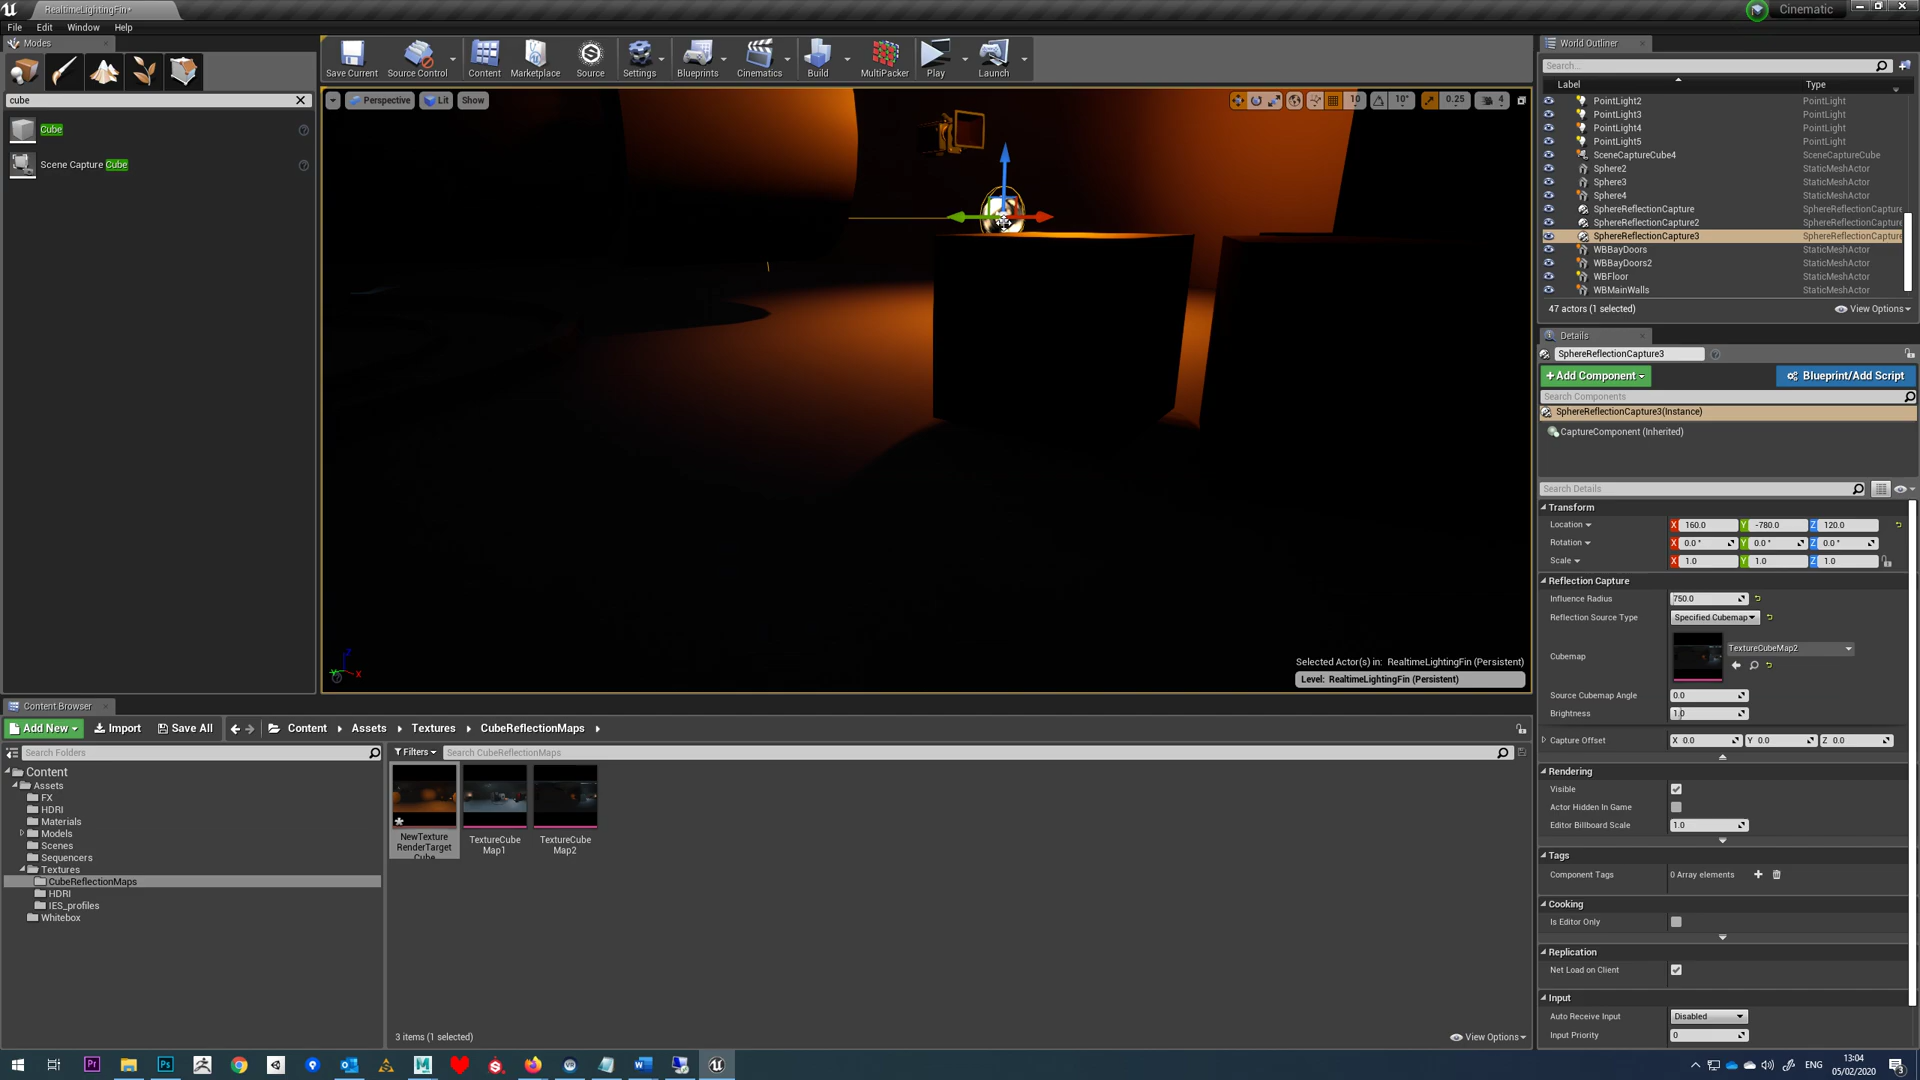 RealtimeLightingFin*
Cinematic
File Edit Window Help
Modes
cube
Cube
Scene Capture Cube
Save Current
Source Control
Content
Marketplace
Source
Settings
Blueprints
Cinematics
Build
MultiPacker
Play
Launch
Perspective
Lit
Show
10
10°
0.25
4
Selected Actor(s) in: RealtimeLightingFin (Persistent)
Level: RealtimeLightingFin (Persistent)
World Outliner
Search...
Label Type
PointLight2 PointLight
PointLight3 PointLight
PointLight4 PointLight
PointLight5 PointLight
SceneCaptureCube4 SceneCaptureCube
Sphere2 StaticMeshActor
Sphere3 StaticMeshActor
Sphere4 StaticMeshActor
SphereReflectionCapture SphereReflectionCapture
SphereReflectionCapture2 SphereReflectionCapture
SphereReflectionCapture3 SphereReflectionCapture
WBBayDoors StaticMeshActor
WBBayDoors2 StaticMeshActor
WBFloor StaticMeshActor
WBMainWalls StaticMeshActor
47 actors (1 selected)
View Options
Details
SphereReflectionCapture3
+Add Component
Blueprint/Add Script
Search Components
SphereReflectionCapture3(Instance)
CaptureComponent (Inherited)
Search Details
Transform
Location X 160.0 Y -780.0 Z 120.0
Rotation X 0.0 ° Y 0.0 ° Z 0.0 °
Scale X 1.0 Y 1.0 Z 1.0
Reflection Capture
Influence Radius 750.0
Reflection Source Type Specified Cubemap
Cubemap TextureCubeMap2
Source Cubemap Angle 0.0
Brightness 1.0
Capture Offset X 0.0 Y 0.0 Z 0.0
Rendering
Visible
Actor Hidden In Game
Editor Billboard Scale 1.0
Tags
Component Tags 0 Array elements
Cooking
Is Editor Only
Replication
Net Load on Client
Input
Auto Receive Input Disabled
Input Priority 0
Content Browser
Add New
Import
Save All
Content Assets Textures CubeReflectionMaps
Search Folders
Filters
Search CubeReflectionMaps
Content
Assets
FX
HDRI
Materials
Models
Scenes
Sequencers
Textures
CubeReflectionMaps
HDRI
IES_profiles
Whitebox
NewTexture
RenderTarget
Cube
TextureCube
Map1
TextureCube
Map2
3 items (1 selected)
View Options
ENG
13:04
05/02/2020
3